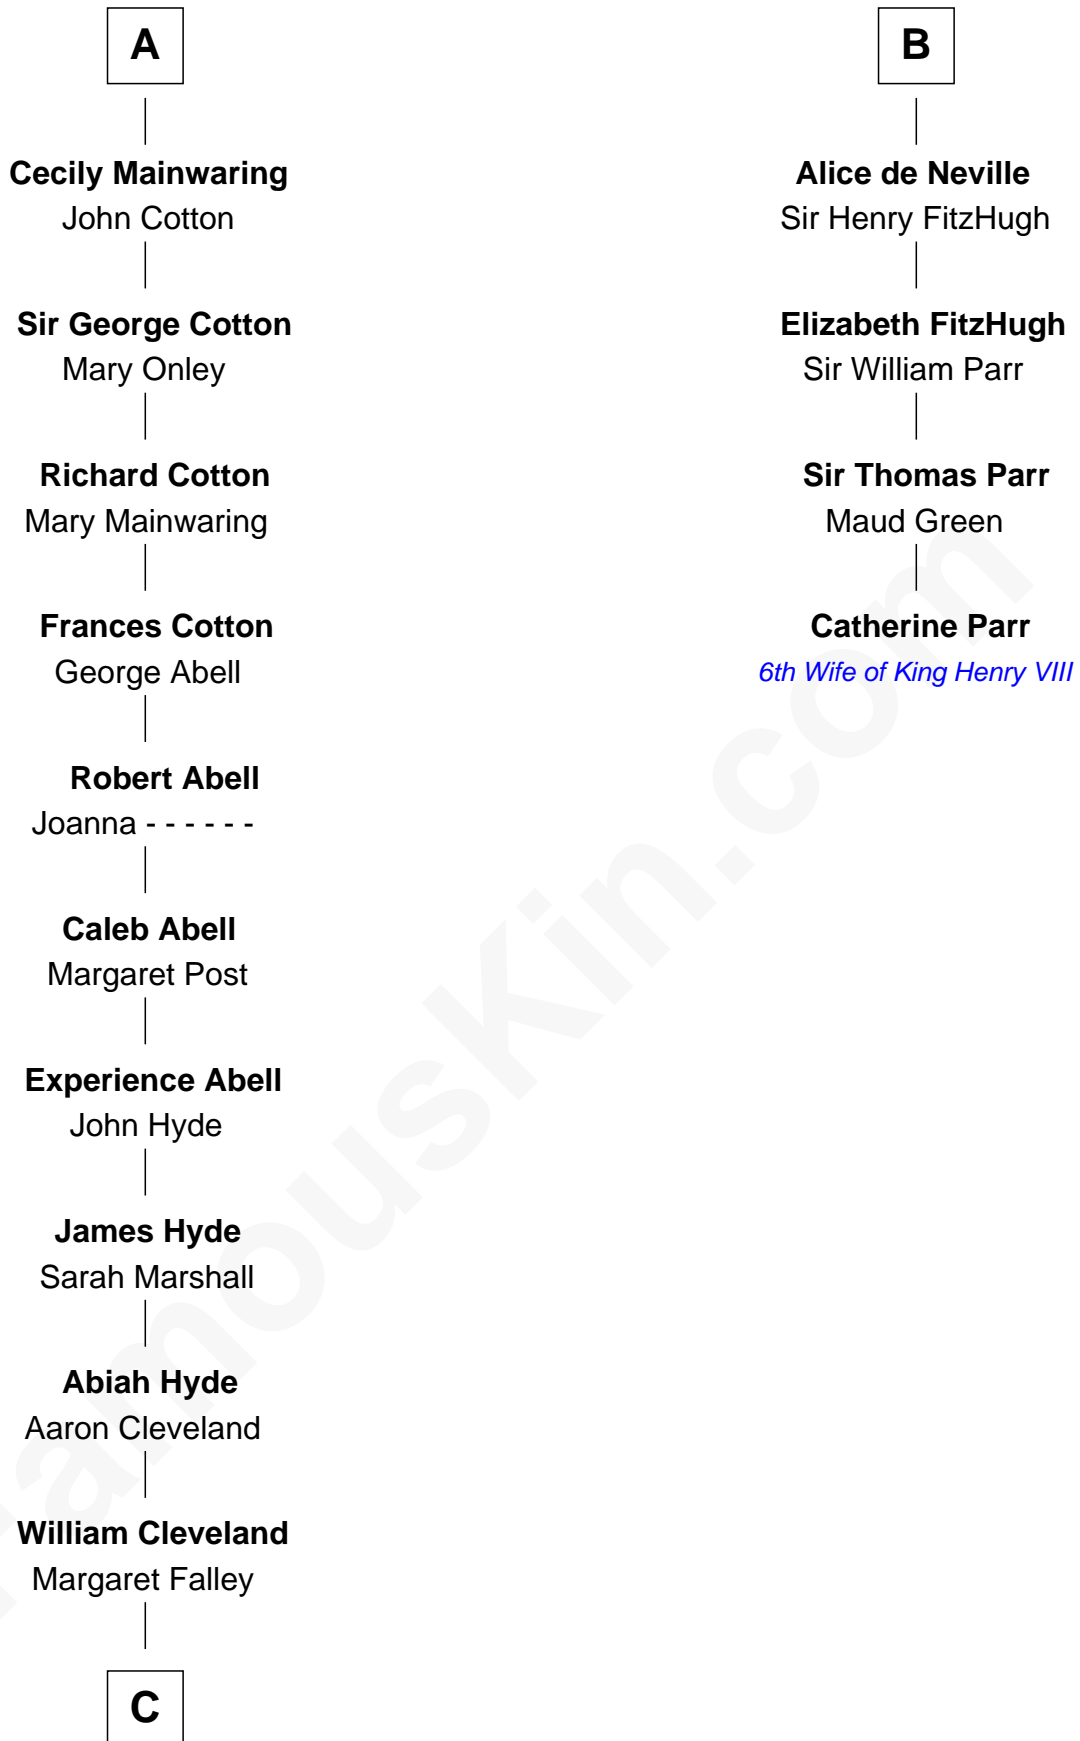 A
Cecily Mainwaring
John Cotton
Sir George Cotton
Mary Onley
Richard Cotton
Mary Mainwaring
Frances Cotton
George Abell
Robert Abell
Joanna - - - - - -
Caleb Abell
Margaret Post
Experience Abell
John Hyde
James Hyde
Sarah Marshall
Abiah Hyde
Aaron Cleveland
William Cleveland
Margaret Falley
C
B
Alice de Neville
Sir Henry FitzHugh
Elizabeth FitzHugh
Sir William Parr
Sir Thomas Parr
Maud Green
Catherine Parr
6th Wife of King Henry VIII
FamousKin.com